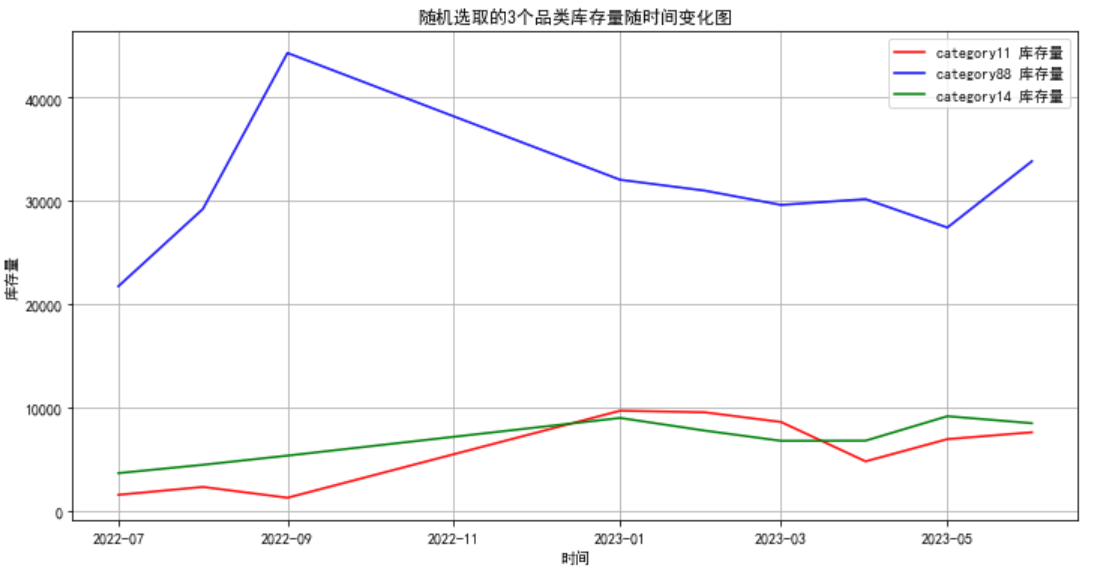 随机选取的3个品类库存量随时间变化图
category11 库存量
category88 库存量
category14 库存量
40000
30000
20000
10000
0
库存量
2022-07
2022-09
2022-11
2023-01
2023-03
2023-05
时间